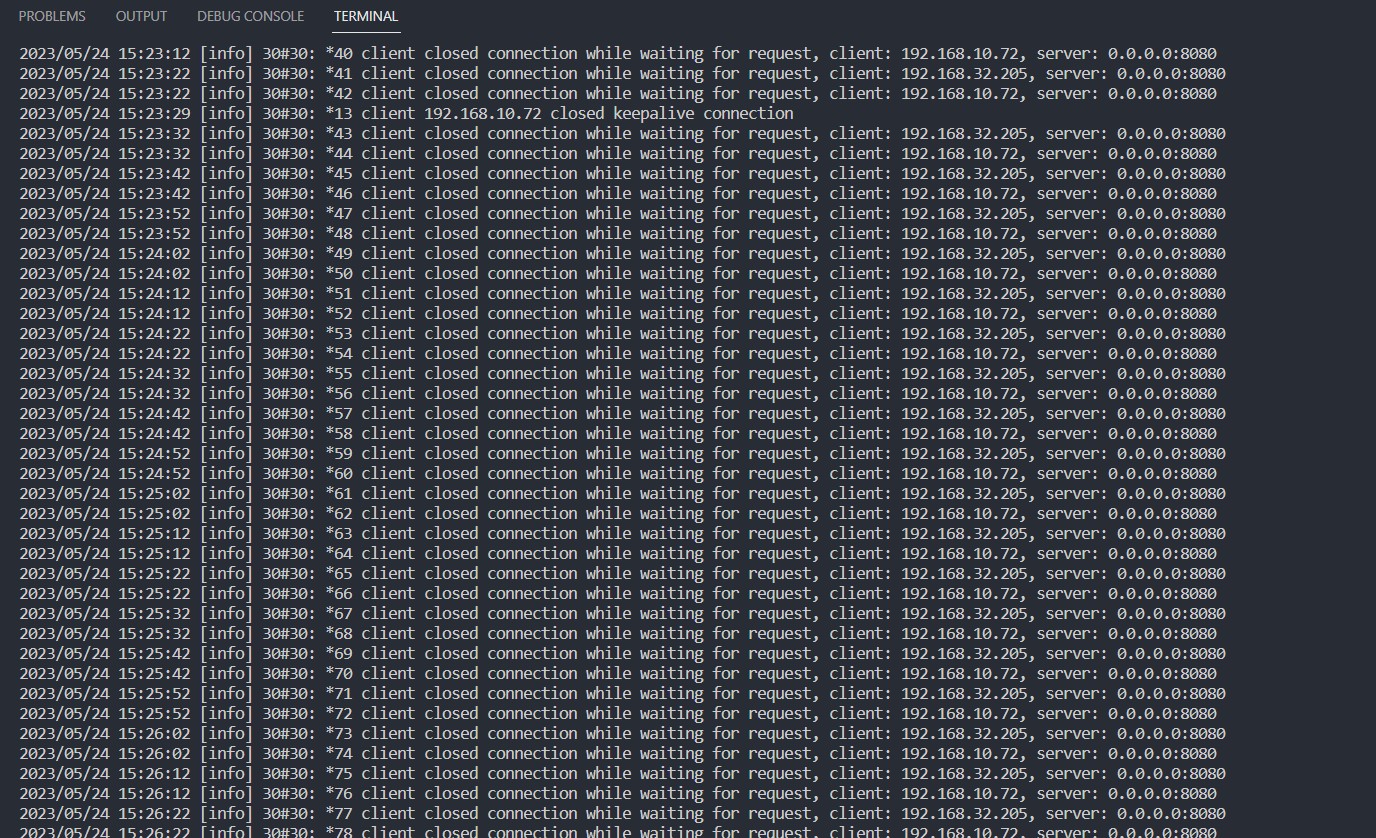 PROBLEMS OUTPUT DEBUG CONSOLE TERMINAL
2023/05/24 15:23:12 [info] 30#30: *40 client closed connection while waiting for request, client: 192.168.10.72, server: 0.0.0.0:8080
2023/05/24 15:23:22 [info] 30#30: *41 client closed connection while waiting for request, client: 192.168.32.205, server: 0.0.0.0:8080
2023/05/24 15:23:22 [info] 30#30: *42 client closed connection while waiting for request, client: 192.168.10.72, server: 0.0.0.0:8080
2023/05/24 15:23:29 [info] 30#30: *13 client 192.168.10.72 closed keepalive connection
2023/05/24 15:23:32 [info] 30#30: *43 client closed connection while waiting for request, client: 192.168.32.205, server: 0.0.0.0:8080
2023/05/24 15:23:32 [info] 30#30: *44 client closed connection while waiting for request, client: 192.168.10.72, server: 0.0.0.0:8080
2023/05/24 15:23:42 [info] 30#30: *45 client closed connection while waiting for request, client: 192.168.32.205, server: 0.0.0.0:8080
2023/05/24 15:23:42 [info] 30#30: *46 client closed connection while waiting for request, client: 192.168.10.72, server: 0.0.0.0:8080
2023/05/24 15:23:52 [info] 30#30: *47 client closed connection while waiting for request, client: 192.168.32.205, server: 0.0.0.0:8080
2023/05/24 15:23:52 [info] 30#30: *48 client closed connection while waiting for request, client: 192.168.10.72, server: 0.0.0.0:8080
2023/05/24 15:24:02 [info] 30#30: *49 client closed connection while waiting for request, client: 192.168.32.205, server: 0.0.0.0:8080
2023/05/24 15:24:02 [info] 30#30: *50 client closed connection while waiting for request, client: 192.168.10.72, server: 0.0.0.0:8080
2023/05/24 15:24:12 [info] 30#30: *51 client closed connection while waiting for request, client: 192.168.32.205, server: 0.0.0.0:8080
2023/05/24 15:24:12 [info] 30#30: *52 client closed connection while waiting for request, client: 192.168.10.72, server: 0.0.0.0:8080
2023/05/24 15:24:22 [info] 30#30: *53 client closed connection while waiting for request, client: 192.168.32.205, server: 0.0.0.0:8080
2023/05/24 15:24:22 [info] 30#30: *54 client closed connection while waiting for request, client: 192.168.10.72, server: 0.0.0.0:8080
2023/05/24 15:24:32 [info] 30#30: *55 client closed connection while waiting for request, client: 192.168.32.205, server: 0.0.0.0:8080
2023/05/24 15:24:32 [info] 30#30: *56 client closed connection while waiting for request, client: 192.168.10.72, server: 0.0.0.0:8080
2023/05/24 15:24:42 [info] 30#30: *57 client closed connection while waiting for request, client: 192.168.32.205, server: 0.0.0.0:8080
2023/05/24 15:24:42 [info] 30#30: *58 client closed connection while waiting for request, client: 192.168.10.72, server: 0.0.0.0:8080
2023/05/24 15:24:52 [info] 30#30: *59 client closed connection while waiting for request, client: 192.168.32.205, server: 0.0.0.0:8080
2023/05/24 15:24:52 [info] 30#30: *60 client closed connection while waiting for request, client: 192.168.10.72, server: 0.0.0.0:8080
2023/05/24 15:25:02 [info] 30#30: *61 client closed connection while waiting for request, client: 192.168.32.205, server: 0.0.0.0:8080
2023/05/24 15:25:02 [info] 30#30: *62 client closed connection while waiting for request, client: 192.168.10.72, server: 0.0.0.0:8080
2023/05/24 15:25:12 [info] 30#30: *63 client closed connection while waiting for request, client: 192.168.32.205, server: 0.0.0.0:8080
2023/05/24 15:25:12 [info] 30#30: *64 client closed connection while waiting for request, client: 192.168.10.72, server: 0.0.0.0:8080
2023/05/24 15:25:22 [info] 30#30: *65 client closed connection while waiting for request, client: 192.168.32.205, server: 0.0.0.0:8080
2023/05/24 15:25:22 [info] 30#30: *66 client closed connection while waiting for request, client: 192.168.10.72, server: 0.0.0.0:8080
2023/05/24 15:25:32 [info] 30#30: *67 client closed connection while waiting for request, client: 192.168.32.205, server: 0.0.0.0:8080
2023/05/24 15:25:32 [info] 30#30: *68 client closed connection while waiting for request, client: 192.168.10.72, server: 0.0.0.0:8080
2023/05/24 15:25:42 [info] 30#30: *69 client closed connection while waiting for request, client: 192.168.32.205, server: 0.0.0.0:8080
2023/05/24 15:25:42 [info] 30#30: *70 client closed connection while waiting for request, client: 192.168.10.72, server: 0.0.0.0:8080
2023/05/24 15:25:52 [info] 30#30: *71 client closed connection while waiting for request, client: 192.168.32.205, server: 0.0.0.0:8080
2023/05/24 15:25:52 [info] 30#30: *72 client closed connection while waiting for request, client: 192.168.10.72, server: 0.0.0.0:8080
2023/05/24 15:26:02 [info] 30#30: *73 client closed connection while waiting for request, client: 192.168.32.205, server: 0.0.0.0:8080
2023/05/24 15:26:02 [info] 30#30: *74 client closed connection while waiting for request, client: 192.168.10.72, server: 0.0.0.0:8080
2023/05/24 15:26:12 [info] 30#30: *75 client closed connection while waiting for request, client: 192.168.32.205, server: 0.0.0.0:8080
2023/05/24 15:26:12 [info] 30#30: *76 client closed connection while waiting for request, client: 192.168.10.72, server: 0.0.0.0:8080
2023/05/24 15:26:22 [info] 30#30: *77 client closed connection while waiting for request, client: 192.168.32.205, server: 0.0.0.0:8080
2023/05/24 15:26:22 [info] 30#30: *78 client closed connection while waiting for request, client: 192.168.10.72, server: 0.0.0.0:8080